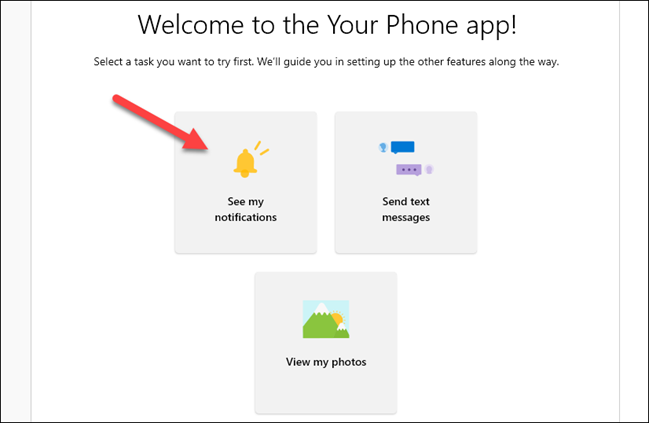 Welcome to the Your Phone app!
Select a task you want to try first. We'll guide you in setting up the other features along the way.
See my
notifications
Send text
messages
View my photos